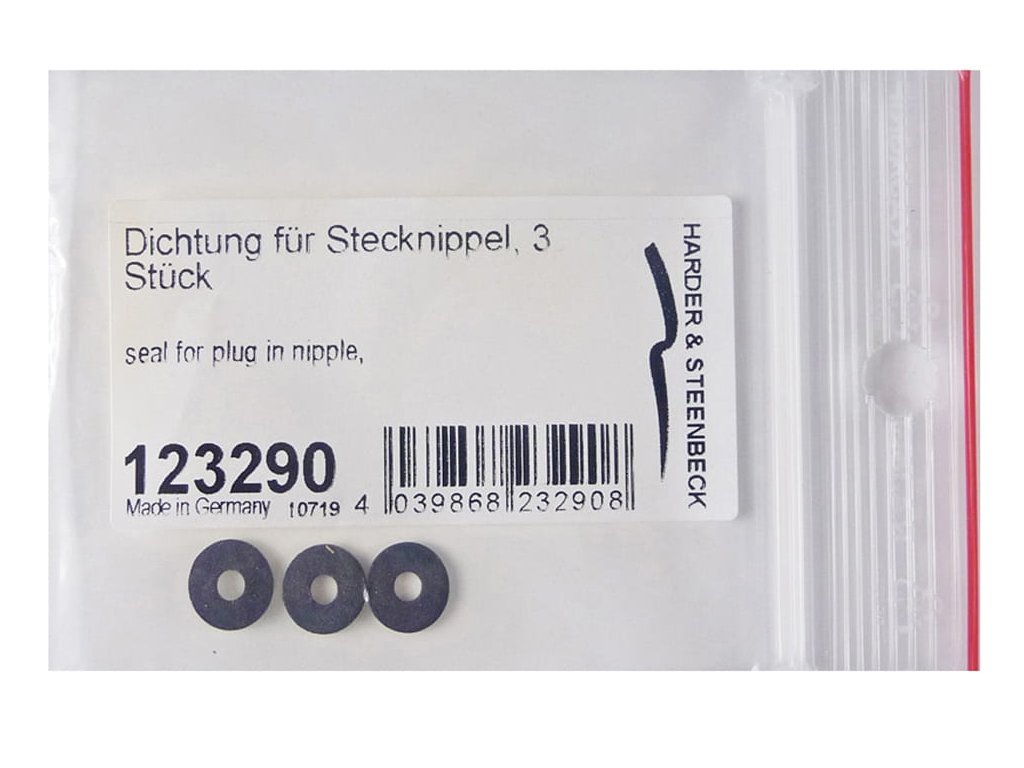 Dichtung für Stecknippel, 3
Stück
seal for plug in nipple,
123290
Made in Germany 10719
4 039868 232908
HARDER & STEENBECK